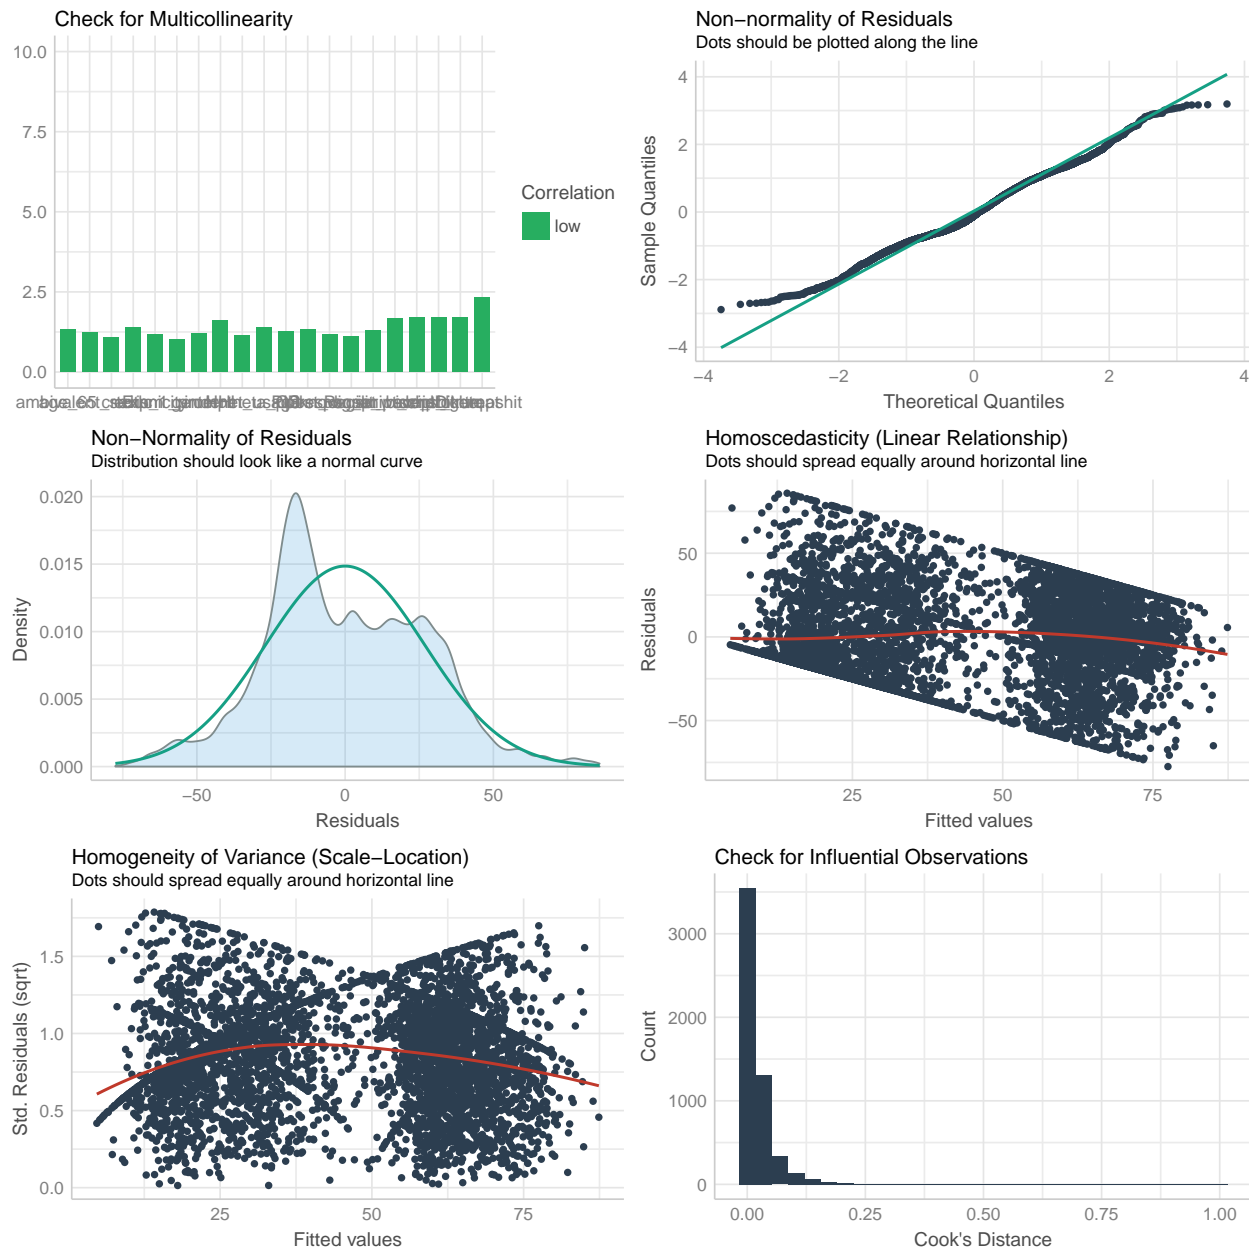 Check for Multicollinearity
10.0
7.5
5.0
2.5
0.0
Correlation
low
Non−normality of Residuals
Dots should be plotted along the line
4
2
0
−2
−4
Sample Quantiles
−4
−2
0
2
4
Theoretical Quantiles
Non−Normality of Residuals
Distribution should look like a normal curve
0.020
0.015
0.010
0.005
0.000
Density
−50
0
50
Residuals
Homoscedasticity (Linear Relationship)
Dots should spread equally around horizontal line
50
0
−50
Residuals
25
50
75
Fitted values
Homogeneity of Variance (Scale−Location)
Dots should spread equally around horizontal line
1.5
1.0
0.5
0.0
Std. Residuals (sqrt)
25
50
75
Fitted values
Check for Influential Observations
3000
2000
1000
0
Count
0.00
0.25
0.50
0.75
1.00
Cook's Distance